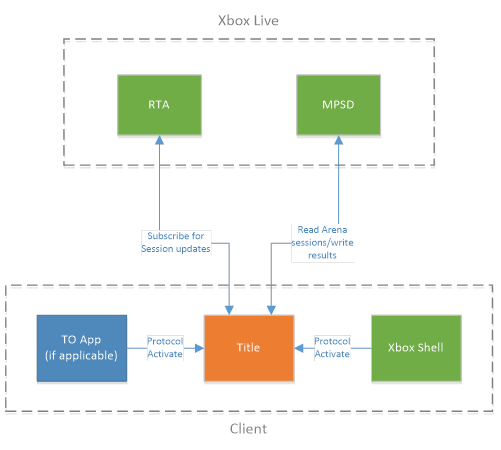 Xbox Live
RTA
MPSD
Subscribe for
Session updates
Read Arena
sessions/write
results
TO App
(if applicable)
Protocol
Activate
Title
Protocol
Activate
Xbox Shell
Client